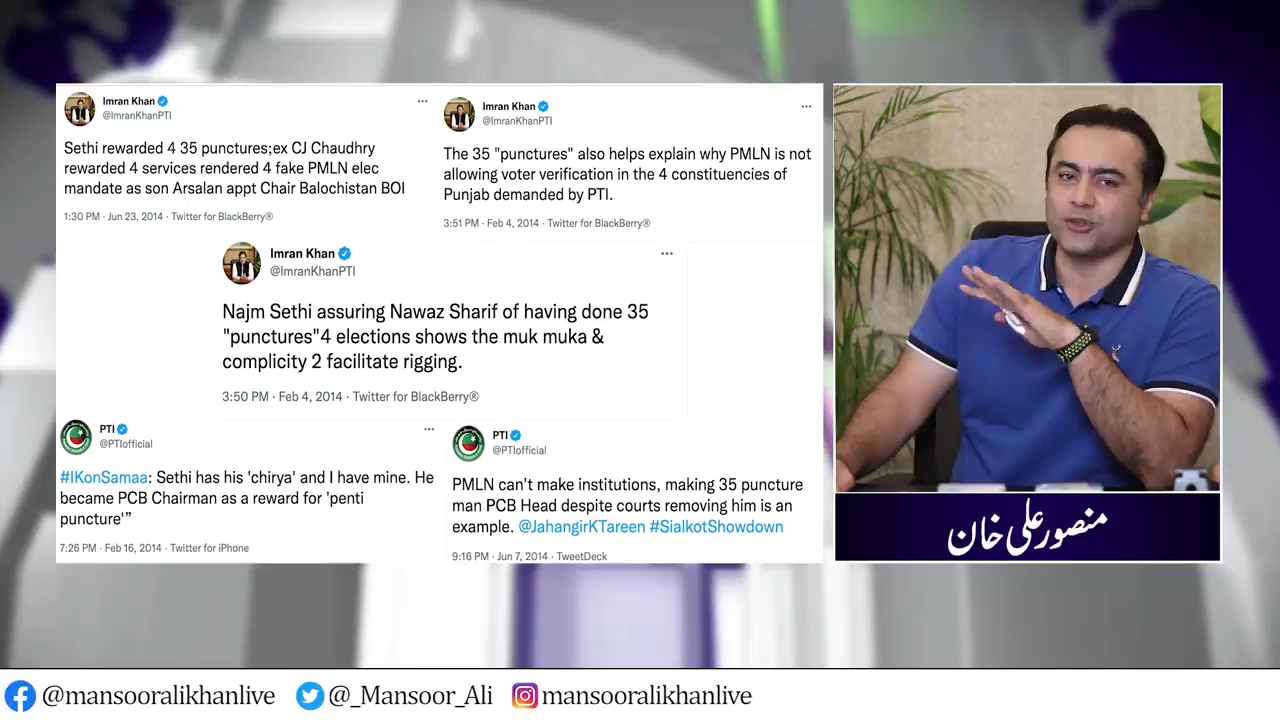 Imran Khan
@ImranKhanPTI
Sethi rewarded 4 35 punctures;ex CJ Chaudhry
rewarded 4 services rendered 4 fake PMLN elec
mandate as son Arsalan appt Chair Balochistan BOI
1:30 PM · Jun 23, 2014 · Twitter for BlackBerry®
Imran Khan
@ImranKhanPTI
The 35 "punctures" also helps explain why PMLN is not
allowing voter verification in the 4 constituencies of
Punjab demanded by PTI.
3:51 PM · Feb 4, 2014 · Twitter for BlackBerry®
Imran Khan
@ImranKhanPTI
Najm Sethi assuring Nawaz Sharif of having done 35
"punctures"4 elections shows the muk muka &
complicity 2 facilitate rigging.
3:50 PM · Feb 4, 2014 · Twitter for BlackBerry®
PTI
@PTIofficial
#IKonSamaa: Sethi has his 'chirya' and I have mine. He
became PCB Chairman as a reward for 'penti
puncture'”
7:26 PM · Feb 16, 2014 · Twitter for iPhone
PTI
@PTIofficial
PMLN can't make institutions, making 35 puncture
man PCB Head despite courts removing him is an
example. @JahangirKTareen #SialkotShowdown
9:16 PM · Jun 7, 2014 · TweetDeck
منصور علی خان
@mansooralikhanlive @_Mansoor_Ali mansooralikhanlive